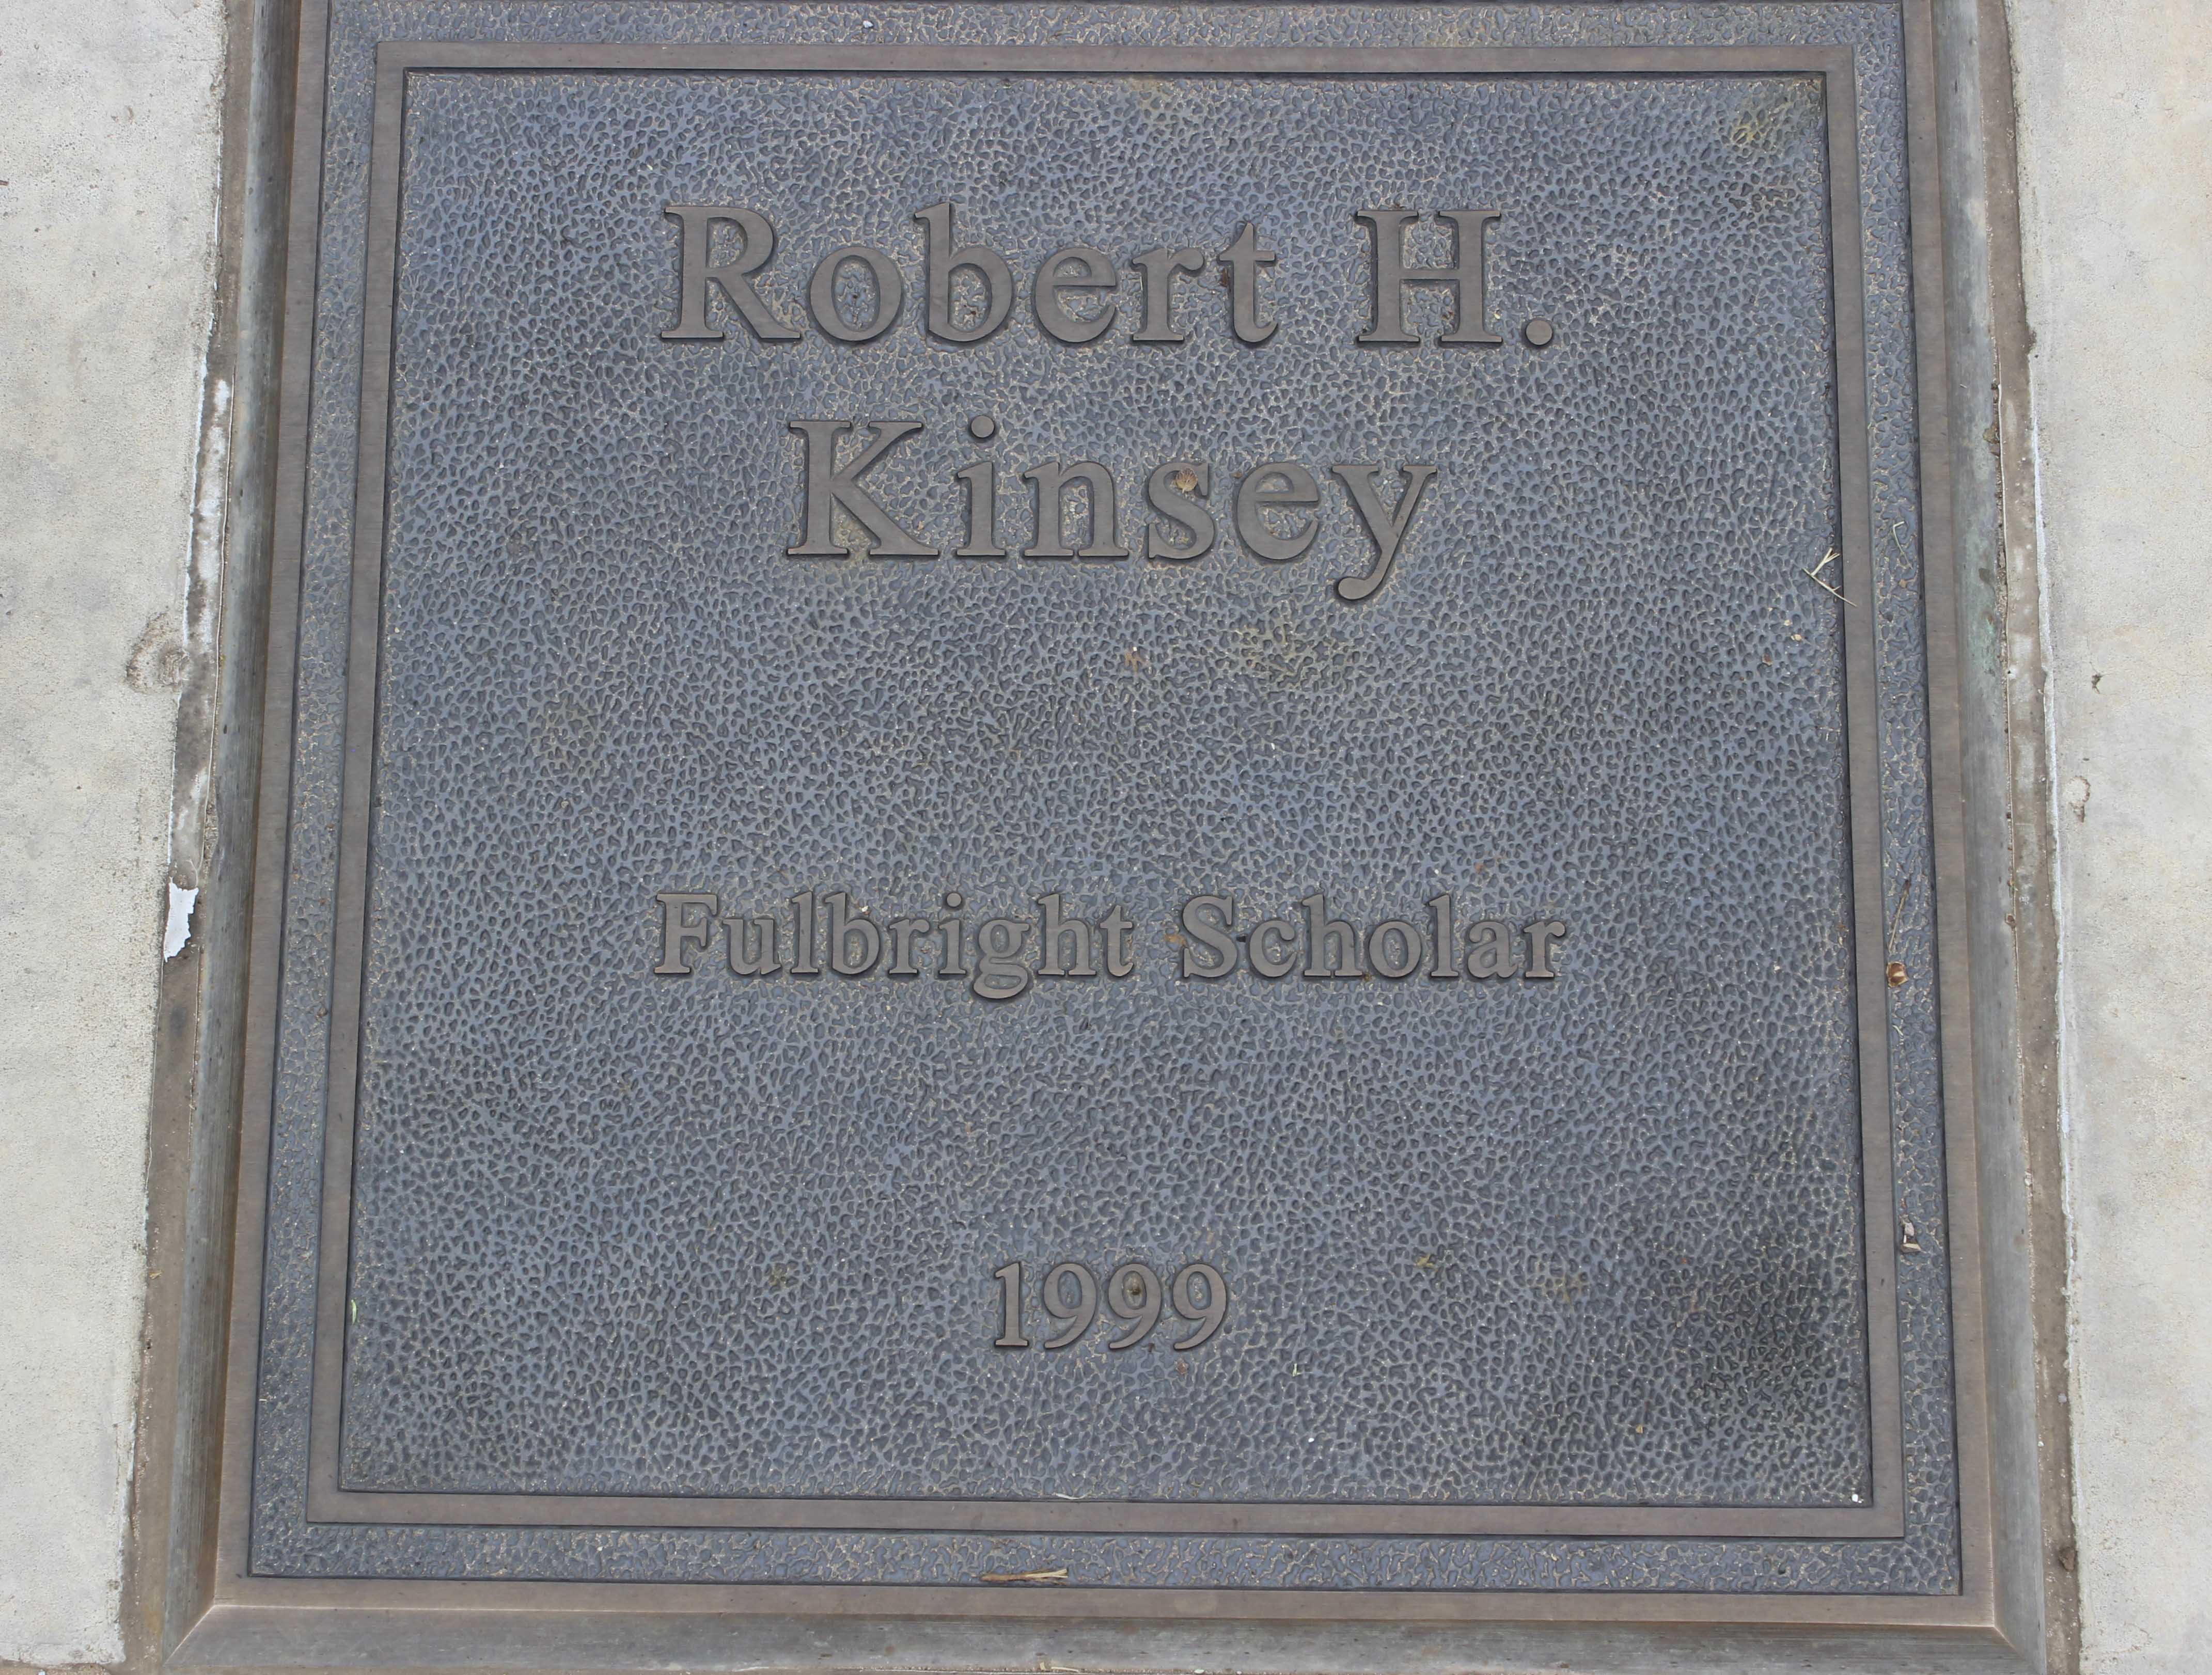 Robert H.
Kinsey
Fulbright Scholar
1999